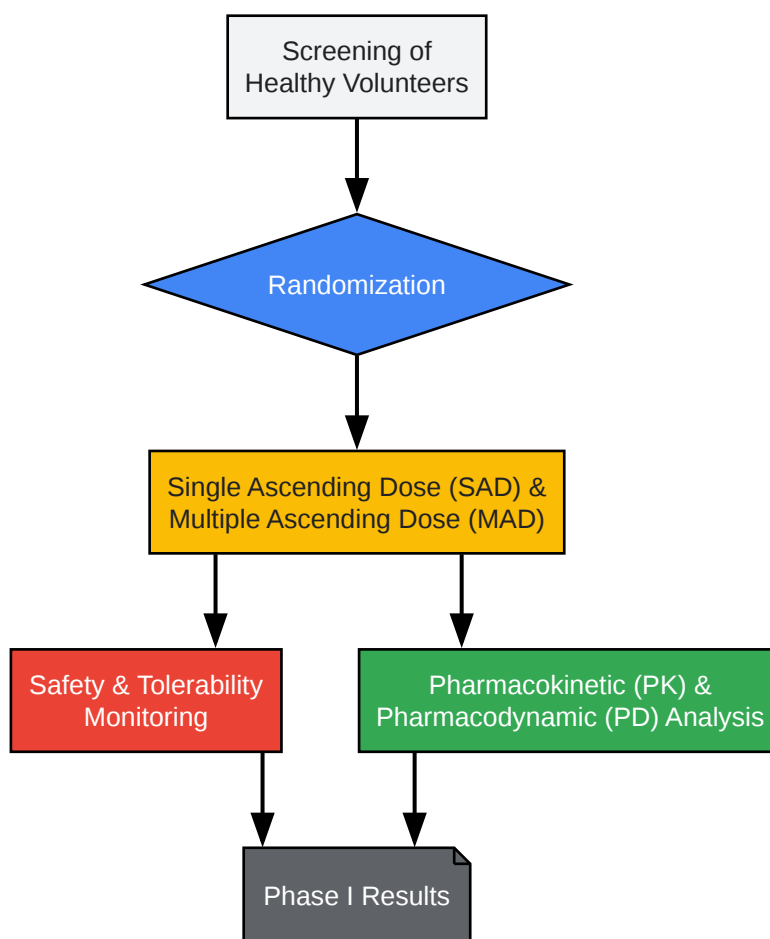 Screening of
Healthy Volunteers
Randomization
Single Ascending Dose (SAD) &
Multiple Ascending Dose (MAD)
Safety & Tolerability
Monitoring
Pharmacokinetic (PK) &
Pharmacodynamic (PD) Analysis
Phase I Results